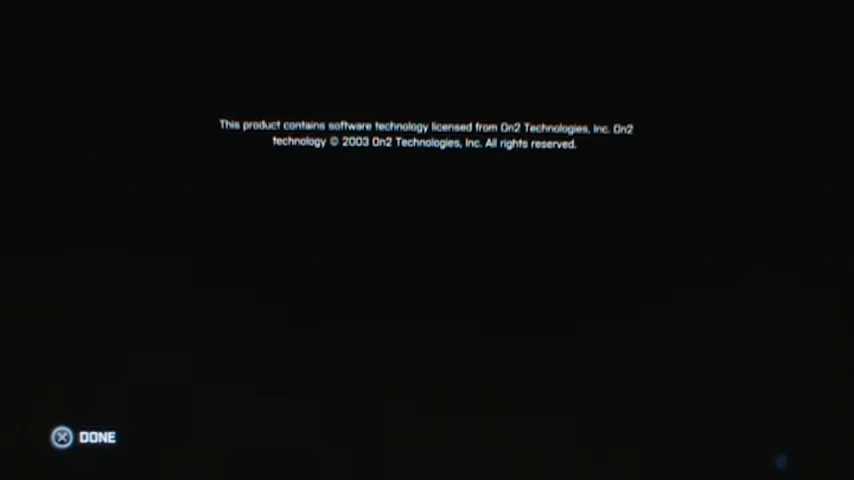 This product contains software technology licensed from On2 Technologies, Inc. On2
technology © 2003 On2 Technologies, Inc. All rights reserved.
DONE